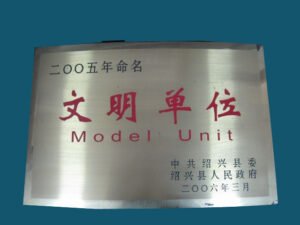 二〇〇五年命名
文明单位
Model Unit
中共绍兴县委
绍兴县人民政府
二〇〇六年三月